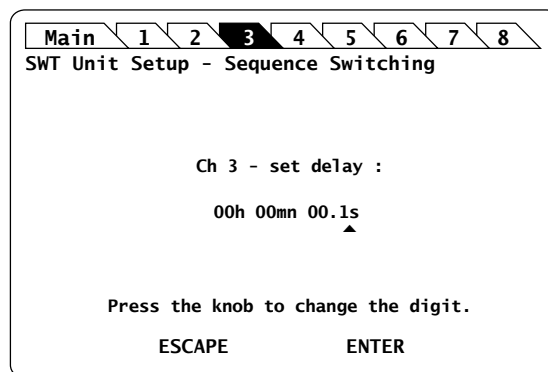 Main 1 2 3 4 5 6 7 8
SWT Unit Setup - Sequence Switching
Ch 3 - set delay :
00h 00mn 00.1s
Press the knob to change the digit.
ESCAPE ENTER